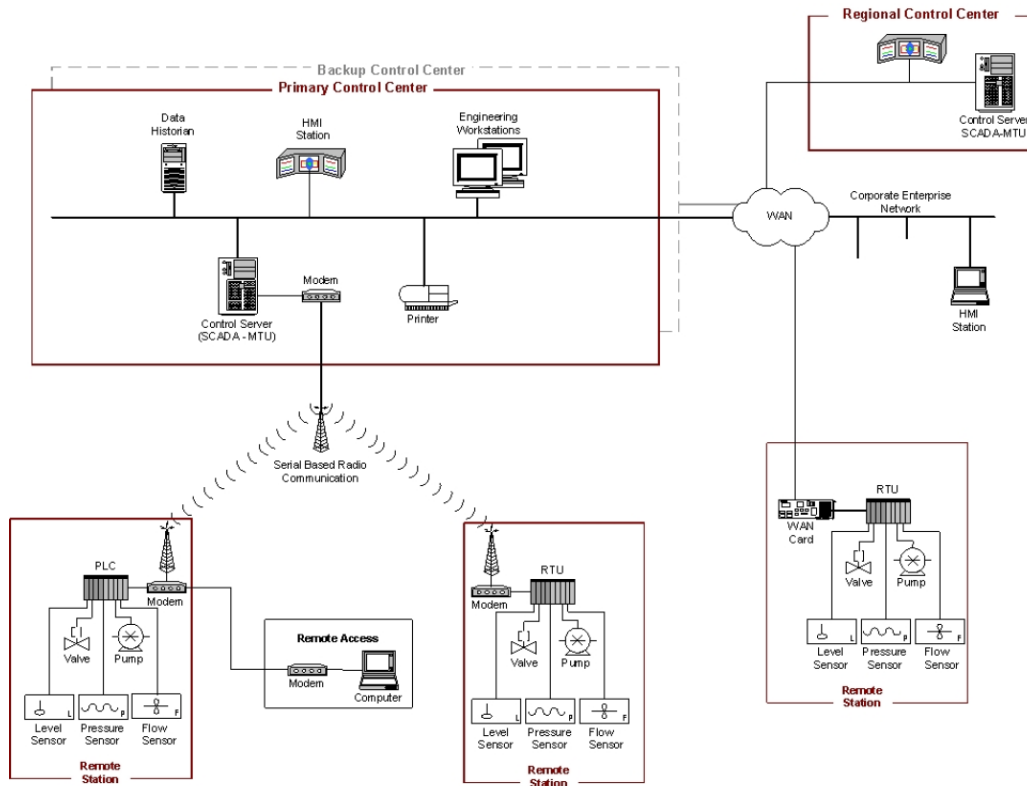 Regional Control Center
Control Server
SCADA-MTU
Backup Control Center
Primary Control Center
Data
Historian
HMI
Station
Engineering
Workstations
Control Server
(SCADA - MTU)
Modem
Printer
WAN
Corporate Enterprise
Network
HMI
Station
Serial Based Radio
Communication
PLC
Modem
Valve
Pump
L
P
F
Level
Sensor
Pressure
Sensor
Flow
Sensor
Remote
Station
Remote Access
Modem
Computer
RTU
Modem
Valve
Pump
L
P
F
Level
Sensor
Pressure
Sensor
Flow
Sensor
Remote
Station
RTU
WAN
Card
Valve
Pump
L
P
F
Level
Sensor
Pressure
Sensor
Flow
Sensor
Remote
Station